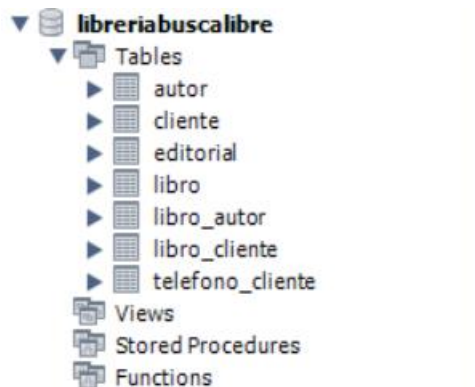 libreriabuscalibre
Tables
autor
cliente
editorial
libro
libro_autor
libro_cliente
telefono_cliente
Views
Stored Procedures
Functions